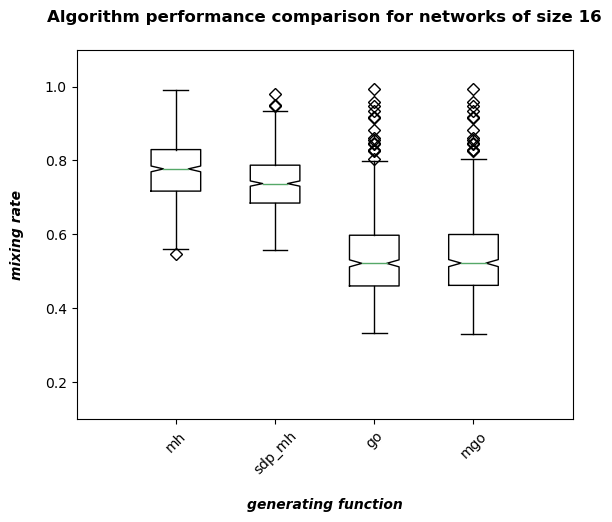 Algorithm performance comparison for networks of size 16
1.0
0.8
0.6
0.4
0.2
mixing rate
mh
sdp_mh
go
mgo
generating function